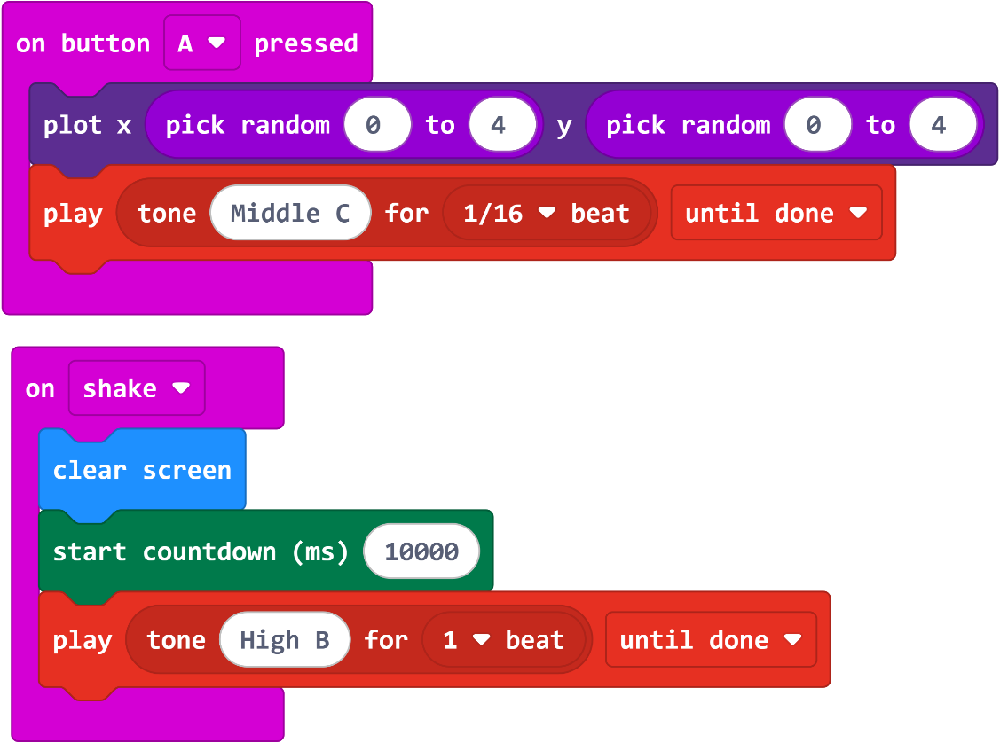 on button A pressed
plot x pick random 0 to 4 y pick random 0 to 4
play tone Middle C for 1/16 beat until done
on shake
clear screen
start countdown (ms) 10000
play tone High B for 1 beat until done